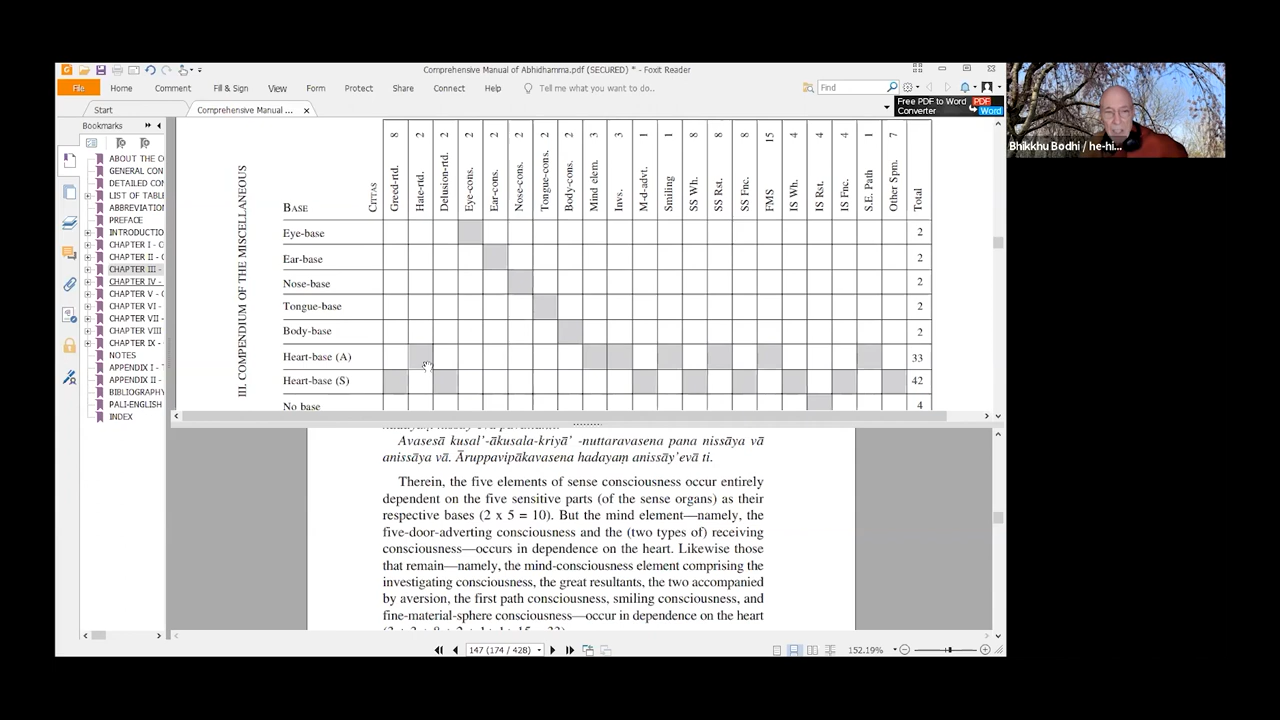 Comprehensive Manual of Abhidhamma.pdf (SECURED) * - Foxit Reader
File
Home
Comment
Fill & Sign
View
Form
Protect
Share
Connect
Help
Tell me what you want to do..
Find
Start
Comprehensive Manual ...
Free PDF to Word
Converter
PDF
Word
Bhikkhu Bodhi / he-hi...
Bookmarks
ABOUT THE C
GENERAL CON
DETAILED CON
LIST OF TABLE
ABBREVIATION
PREFACE
INTRODUCTIO
CHAPTER I - C
CHAPTER II - C
CHAPTER III -
CHAPTER IV -
CHAPTER V - C
CHAPTER VI -
CHAPTER VII -
CHAPTER VIII
CHAPTER IX -
NOTES
APPENDIX I - T
APPENDIX II -
BIBLIOGRAPHY
PALI-ENGLISH
INDEX
III. COMPENDIUM OF THE MISCELLANEOUS
8 2 2 2 2 2 2 2 3 3 1 1 8 8 8 15 4 4 4 1 7
BASE CITTAS Greed-rtd. Hate-rtd. Delusion-rtd. Eye-cons. Ear-cons. Nose-cons. Tongue-cons. Body-cons. Mind elem. Invs. M-d-advt. Smiling SS Wh. SS Rst. SS Fnc. FMS IS Wh. IS Rst. IS Fnc. S.E. Path Other Spm. Total
Eye-base 2
Ear-base 2
Nose-base 2
Tongue-base 2
Body-base 2
Heart-base (A) 33
Heart-base (S) 42
No base 4
Avasesā kusal'-ākusala-kriyā' -nuttaravasena pana nissāya vā
anissāya vā. Āruppavipākavasena hadayaṃ anissāy'evā ti.
Therein, the five elements of sense consciousness occur entirely
dependent on the five sensitive parts (of the sense organs) as their
respective bases (2 x 5 = 10). But the mind element—namely, the
five-door-adverting consciousness and the (two types of) receiving
consciousness—occurs in dependence on the heart. Likewise those
that remain—namely, the mind-consciousness element comprising the
investigating consciousness, the great resultants, the two accompanied
by aversion, the first path consciousness, smiling consciousness, and
fine-material-sphere consciousness—occur in dependence on the heart
147 (174 / 428)
152.19%